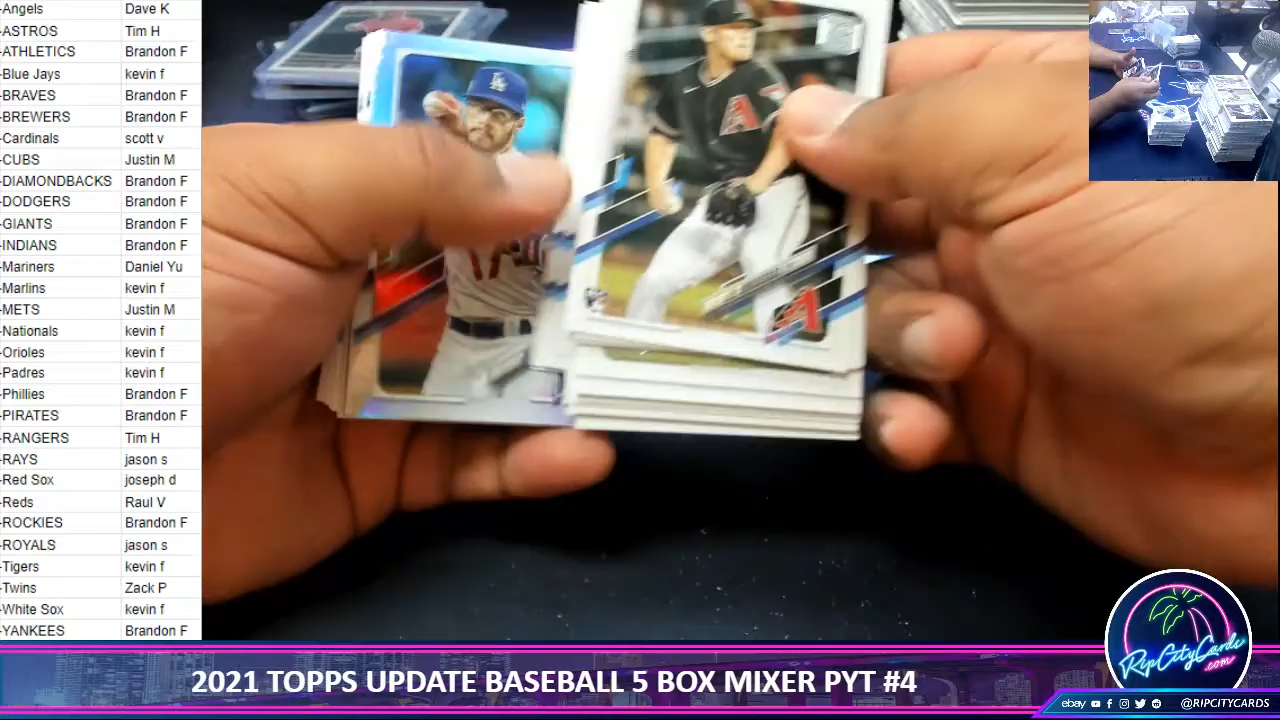 -Angels Dave K
-ASTROS Tim H
-ATHLETICS Brandon F
-Blue Jays kevin f
-BRAVES Brandon F
-BREWERS Brandon F
-Cardinals scott v
-CUBS Justin M
-DIAMONDBACKS Brandon F
-DODGERS Brandon F
-GIANTS Brandon F
-INDIANS Brandon F
-Mariners Daniel Yu
-Marlins kevin f
-METS Justin M
-Nationals kevin f
-Orioles kevin f
-Padres kevin f
-Phillies Brandon F
-PIRATES Brandon F
-RANGERS Tim H
-RAYS jason s
-Red Sox joseph d
-Reds Raul V
-ROCKIES Brandon F
-ROYALS jason s
-Tigers kevin f
-Twins Zack P
-White Sox kevin f
-YANKEES Brandon F
LA
A
17
RC
A
RipCityCards
.com
2021 TOPPS UPDATE BASEBALL 5 BOX MIXER PYT #4
ebay @RIPCITYCARDS